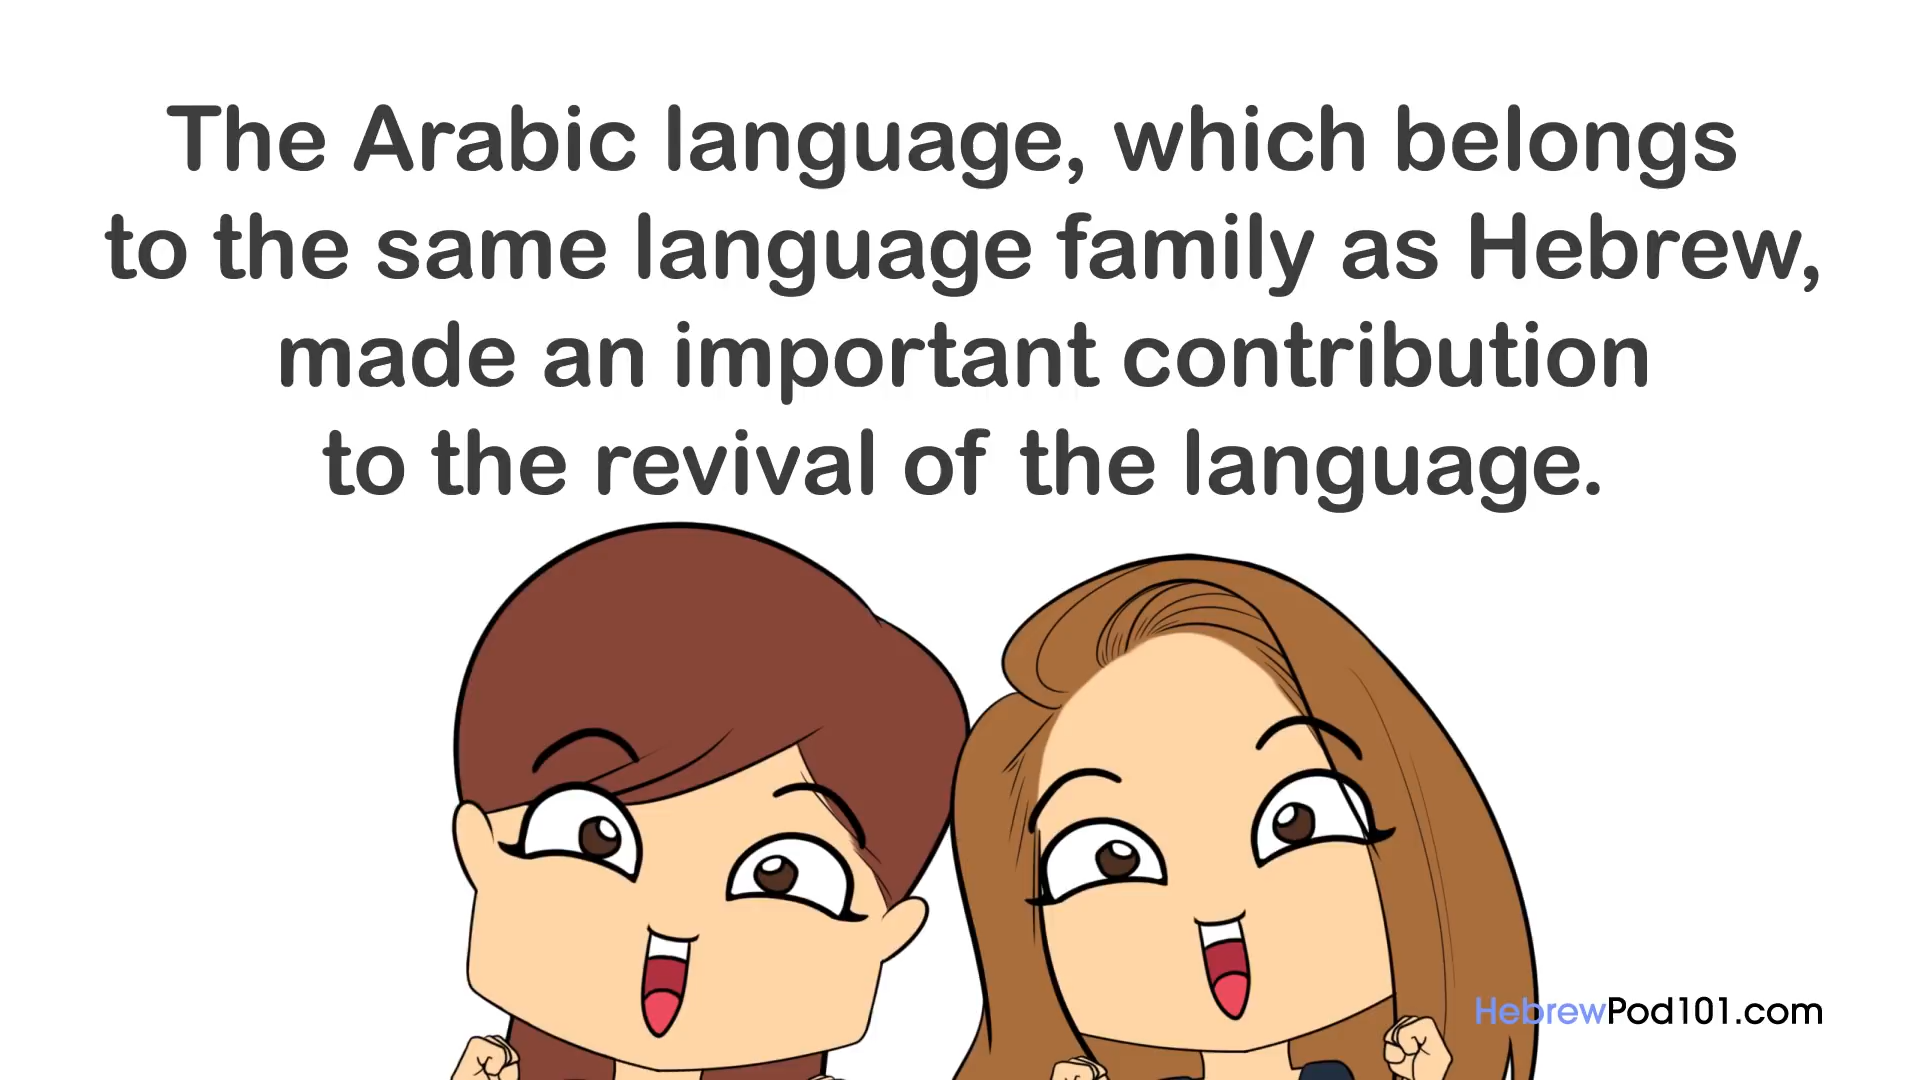 The Arabic language, which belongs
to the same language family as Hebrew,
made an important contribution
to the revival of the language.
HebrewPod101.com